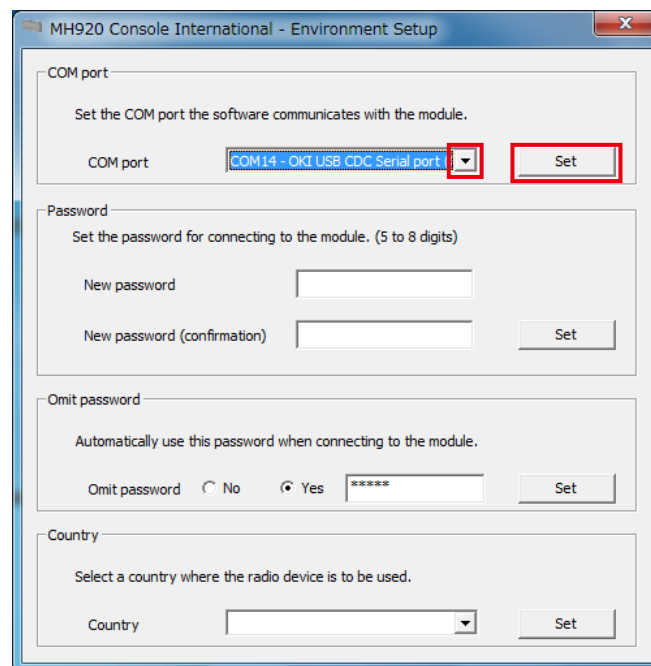 MH920 Console International - Environment Setup
COM port
Set the COM port the software communicates with the module.
COM port COM14 - OKI USB CDC Serial port ( Set
Password
Set the password for connecting to the module. (5 to 8 digits)
New password
New password (confirmation) Set
Omit password
Automatically use this password when connecting to the module.
Omit password No Yes ***** Set
Country
Select a country where the radio device is to be used.
Country Set